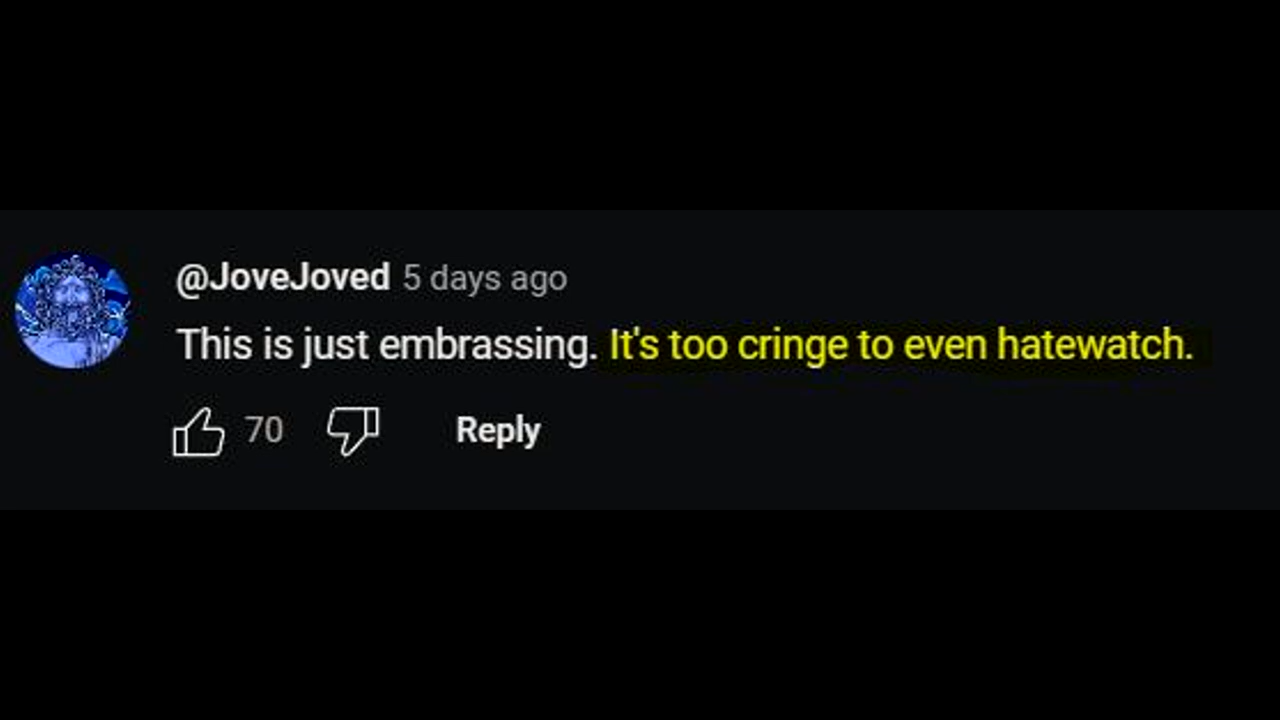 @JoveJoved 5 days ago
This is just embrassing. It's too cringe to even hatewatch.
70 Reply